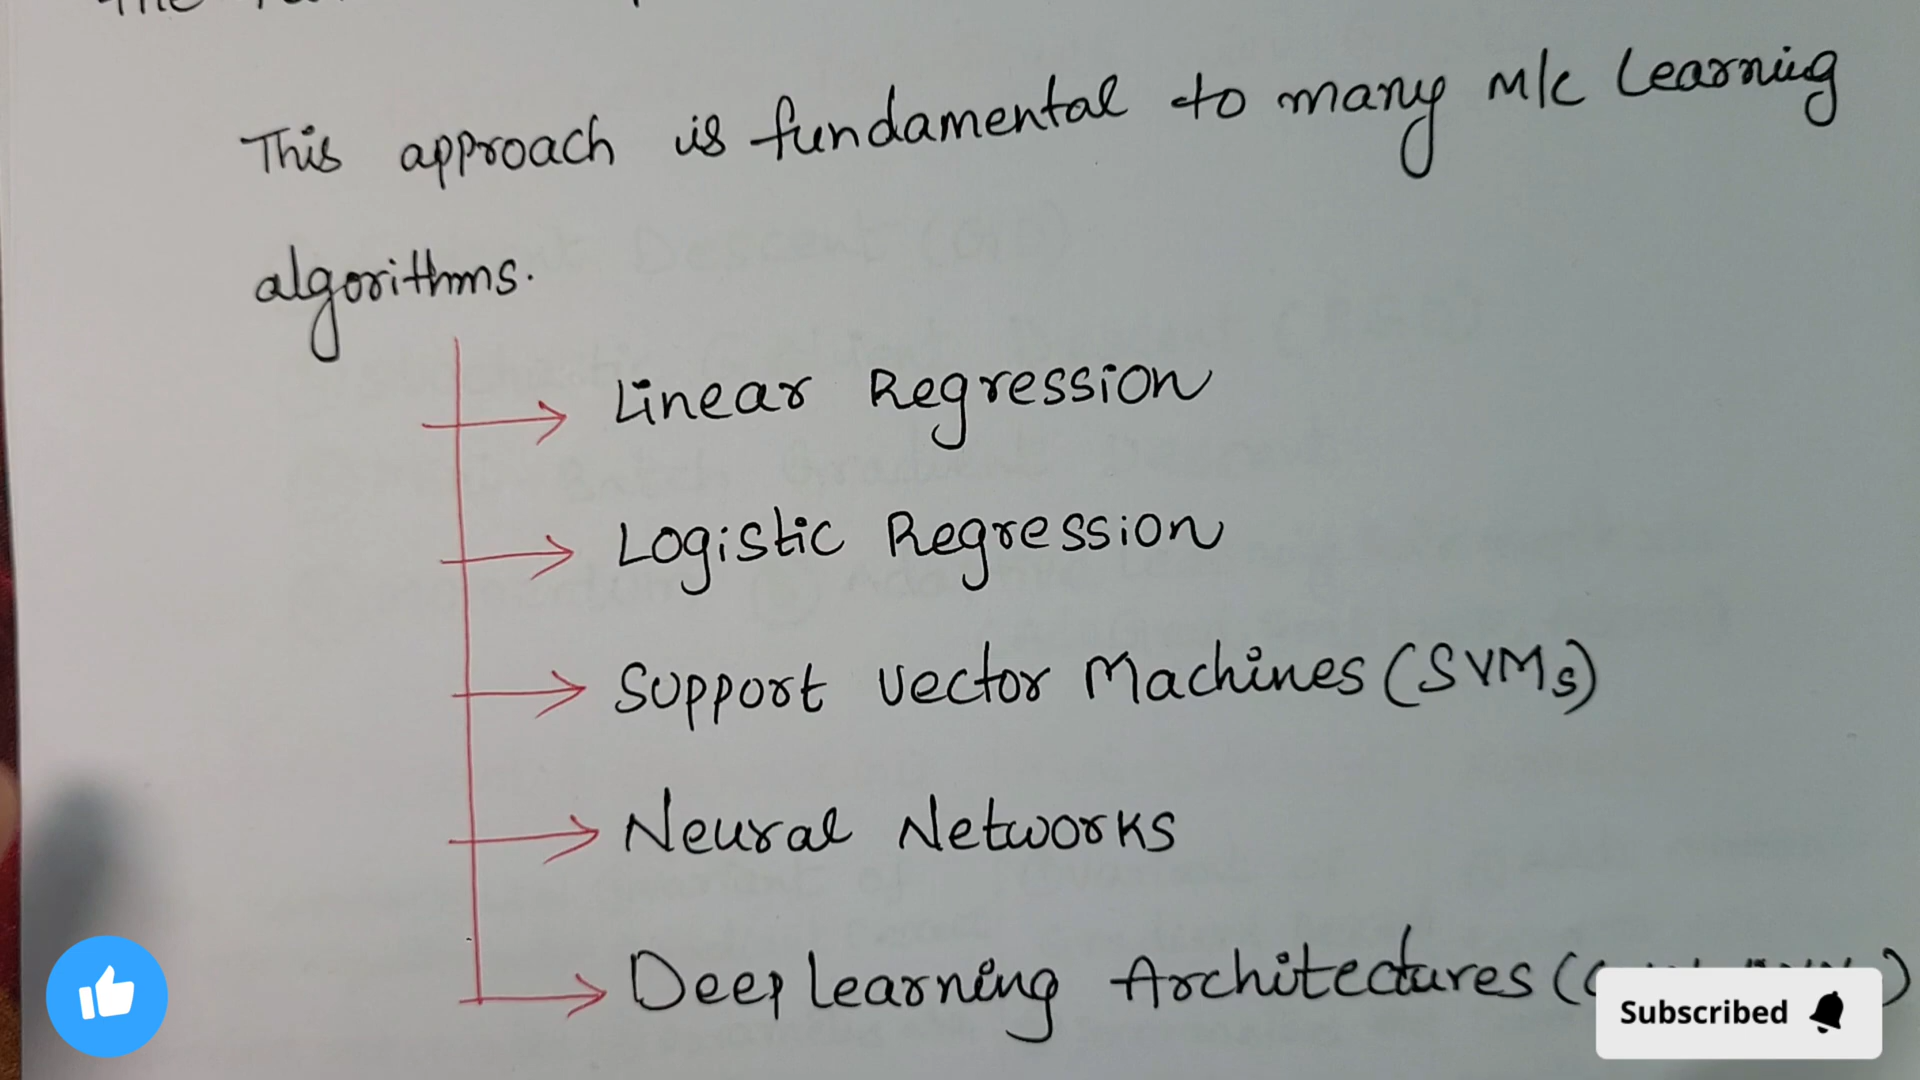 The
This approach is fundamental to many M/c Learning
algorithms.
Linear Regression
Logistic Regression
Support Vector Machines (SVMs)
Neural Networks
Deep learning Architectures (
Subscribed